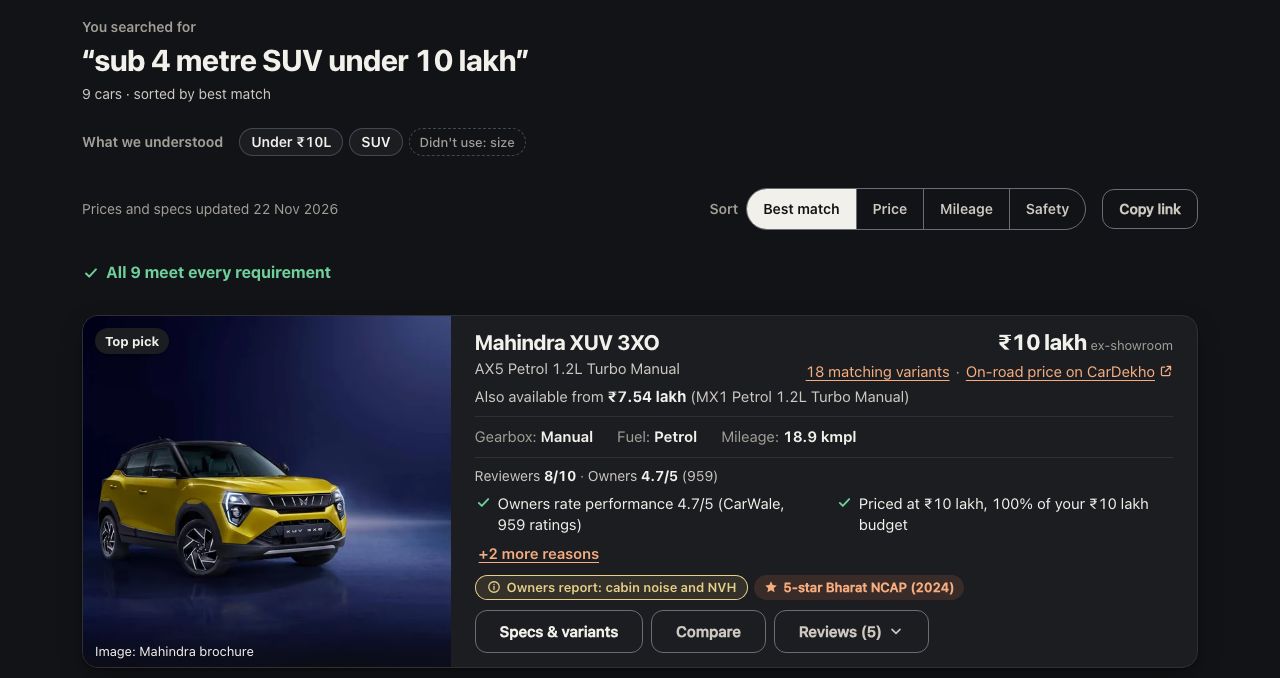 You searched for
“sub 4 metre SUV under 10 lakh”
9 cars · sorted by best match
What we understood
Under ₹10L
SUV
Didn't use: size
Prices and specs updated 22 Nov 2026
Sort
Best match
Price
Mileage
Safety
Copy link
All 9 meet every requirement
Top pick
XUV 3XO
Image: Mahindra brochure
Mahindra XUV 3XO
₹10 lakh ex-showroom
AX5 Petrol 1.2L Turbo Manual
18 matching variants · On-road price on CarDekho
Also available from ₹7.54 lakh (MX1 Petrol 1.2L Turbo Manual)
Gearbox: Manual Fuel: Petrol Mileage: 18.9 kmpl
Reviewers 8/10 · Owners 4.7/5 (959)
Owners rate performance 4.7/5 (CarWale,
959 ratings)
Priced at ₹10 lakh, 100% of your ₹10 lakh
budget
+2 more reasons
Owners report: cabin noise and NVH
5-star Bharat NCAP (2024)
Specs & variants
Compare
Reviews (5)